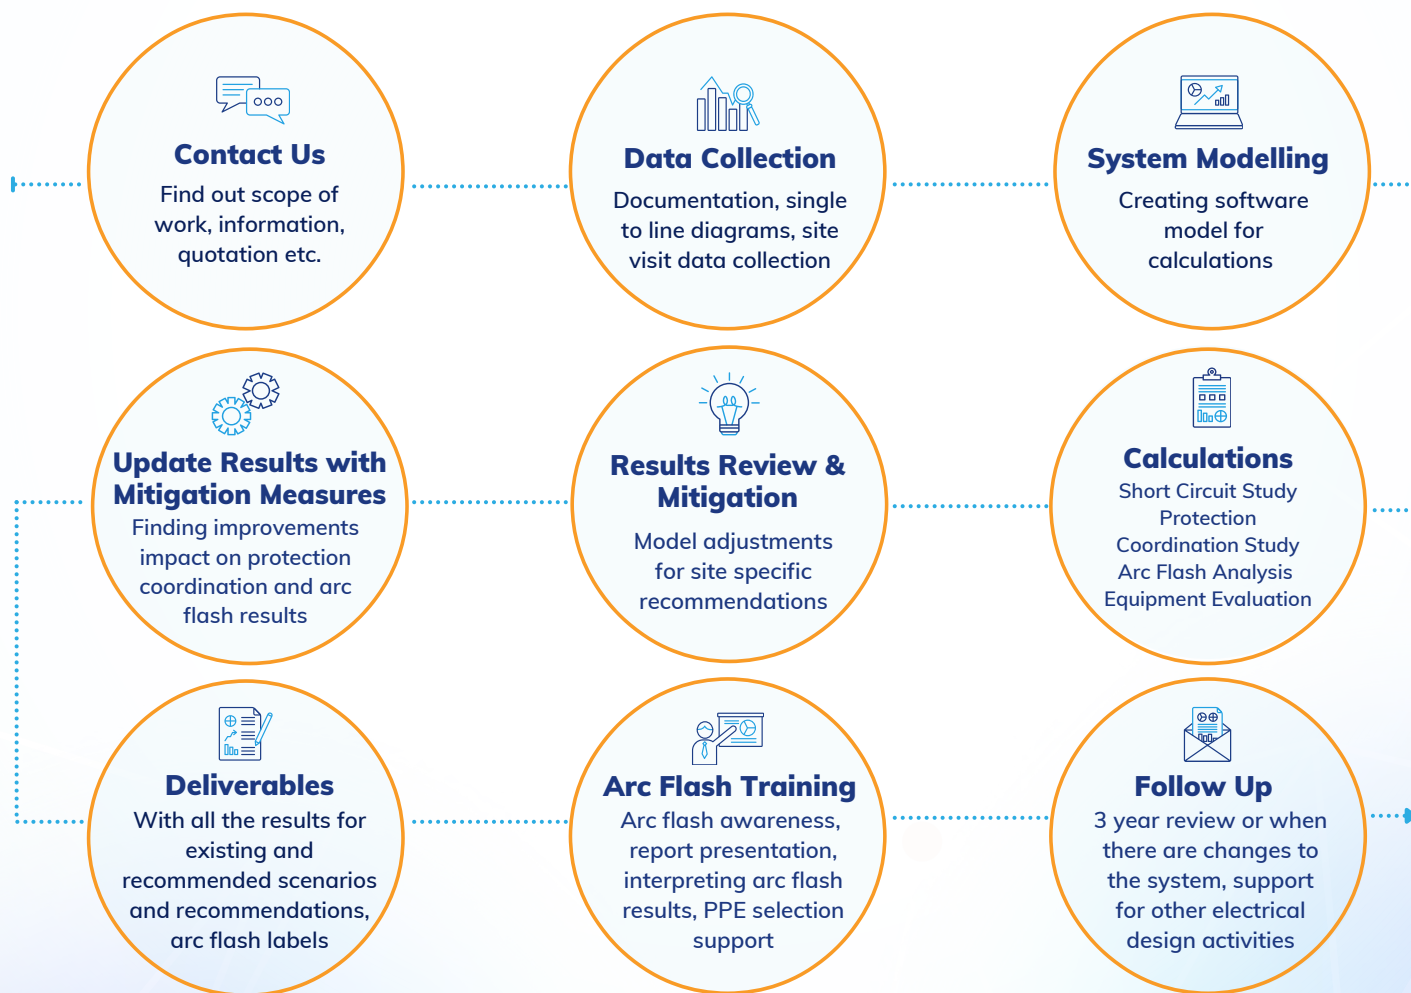 Contact Us
Find out scope of
work, information,
quotation etc.
Data Collection
Documentation, single
to line diagrams, site
visit data collection
System Modelling
Creating software
model for
calculations
Update Results with
Mitigation Measures
Finding improvements
impact on protection
coordination and arc
flash results
Results Review &
Mitigation
Model adjustments
for site specific
recommendations
Calculations
Short Circuit Study
Protection
Coordination Study
Arc Flash Analysis
Equipment Evaluation
Deliverables
With all the results for
existing and
recommended scenarios
and recommendations,
arc flash labels
Arc Flash Training
Arc flash awareness,
report presentation,
interpreting arc flash
results, PPE selection
support
Follow Up
3 year review or when
there are changes to
the system, support
for other electrical
design activities